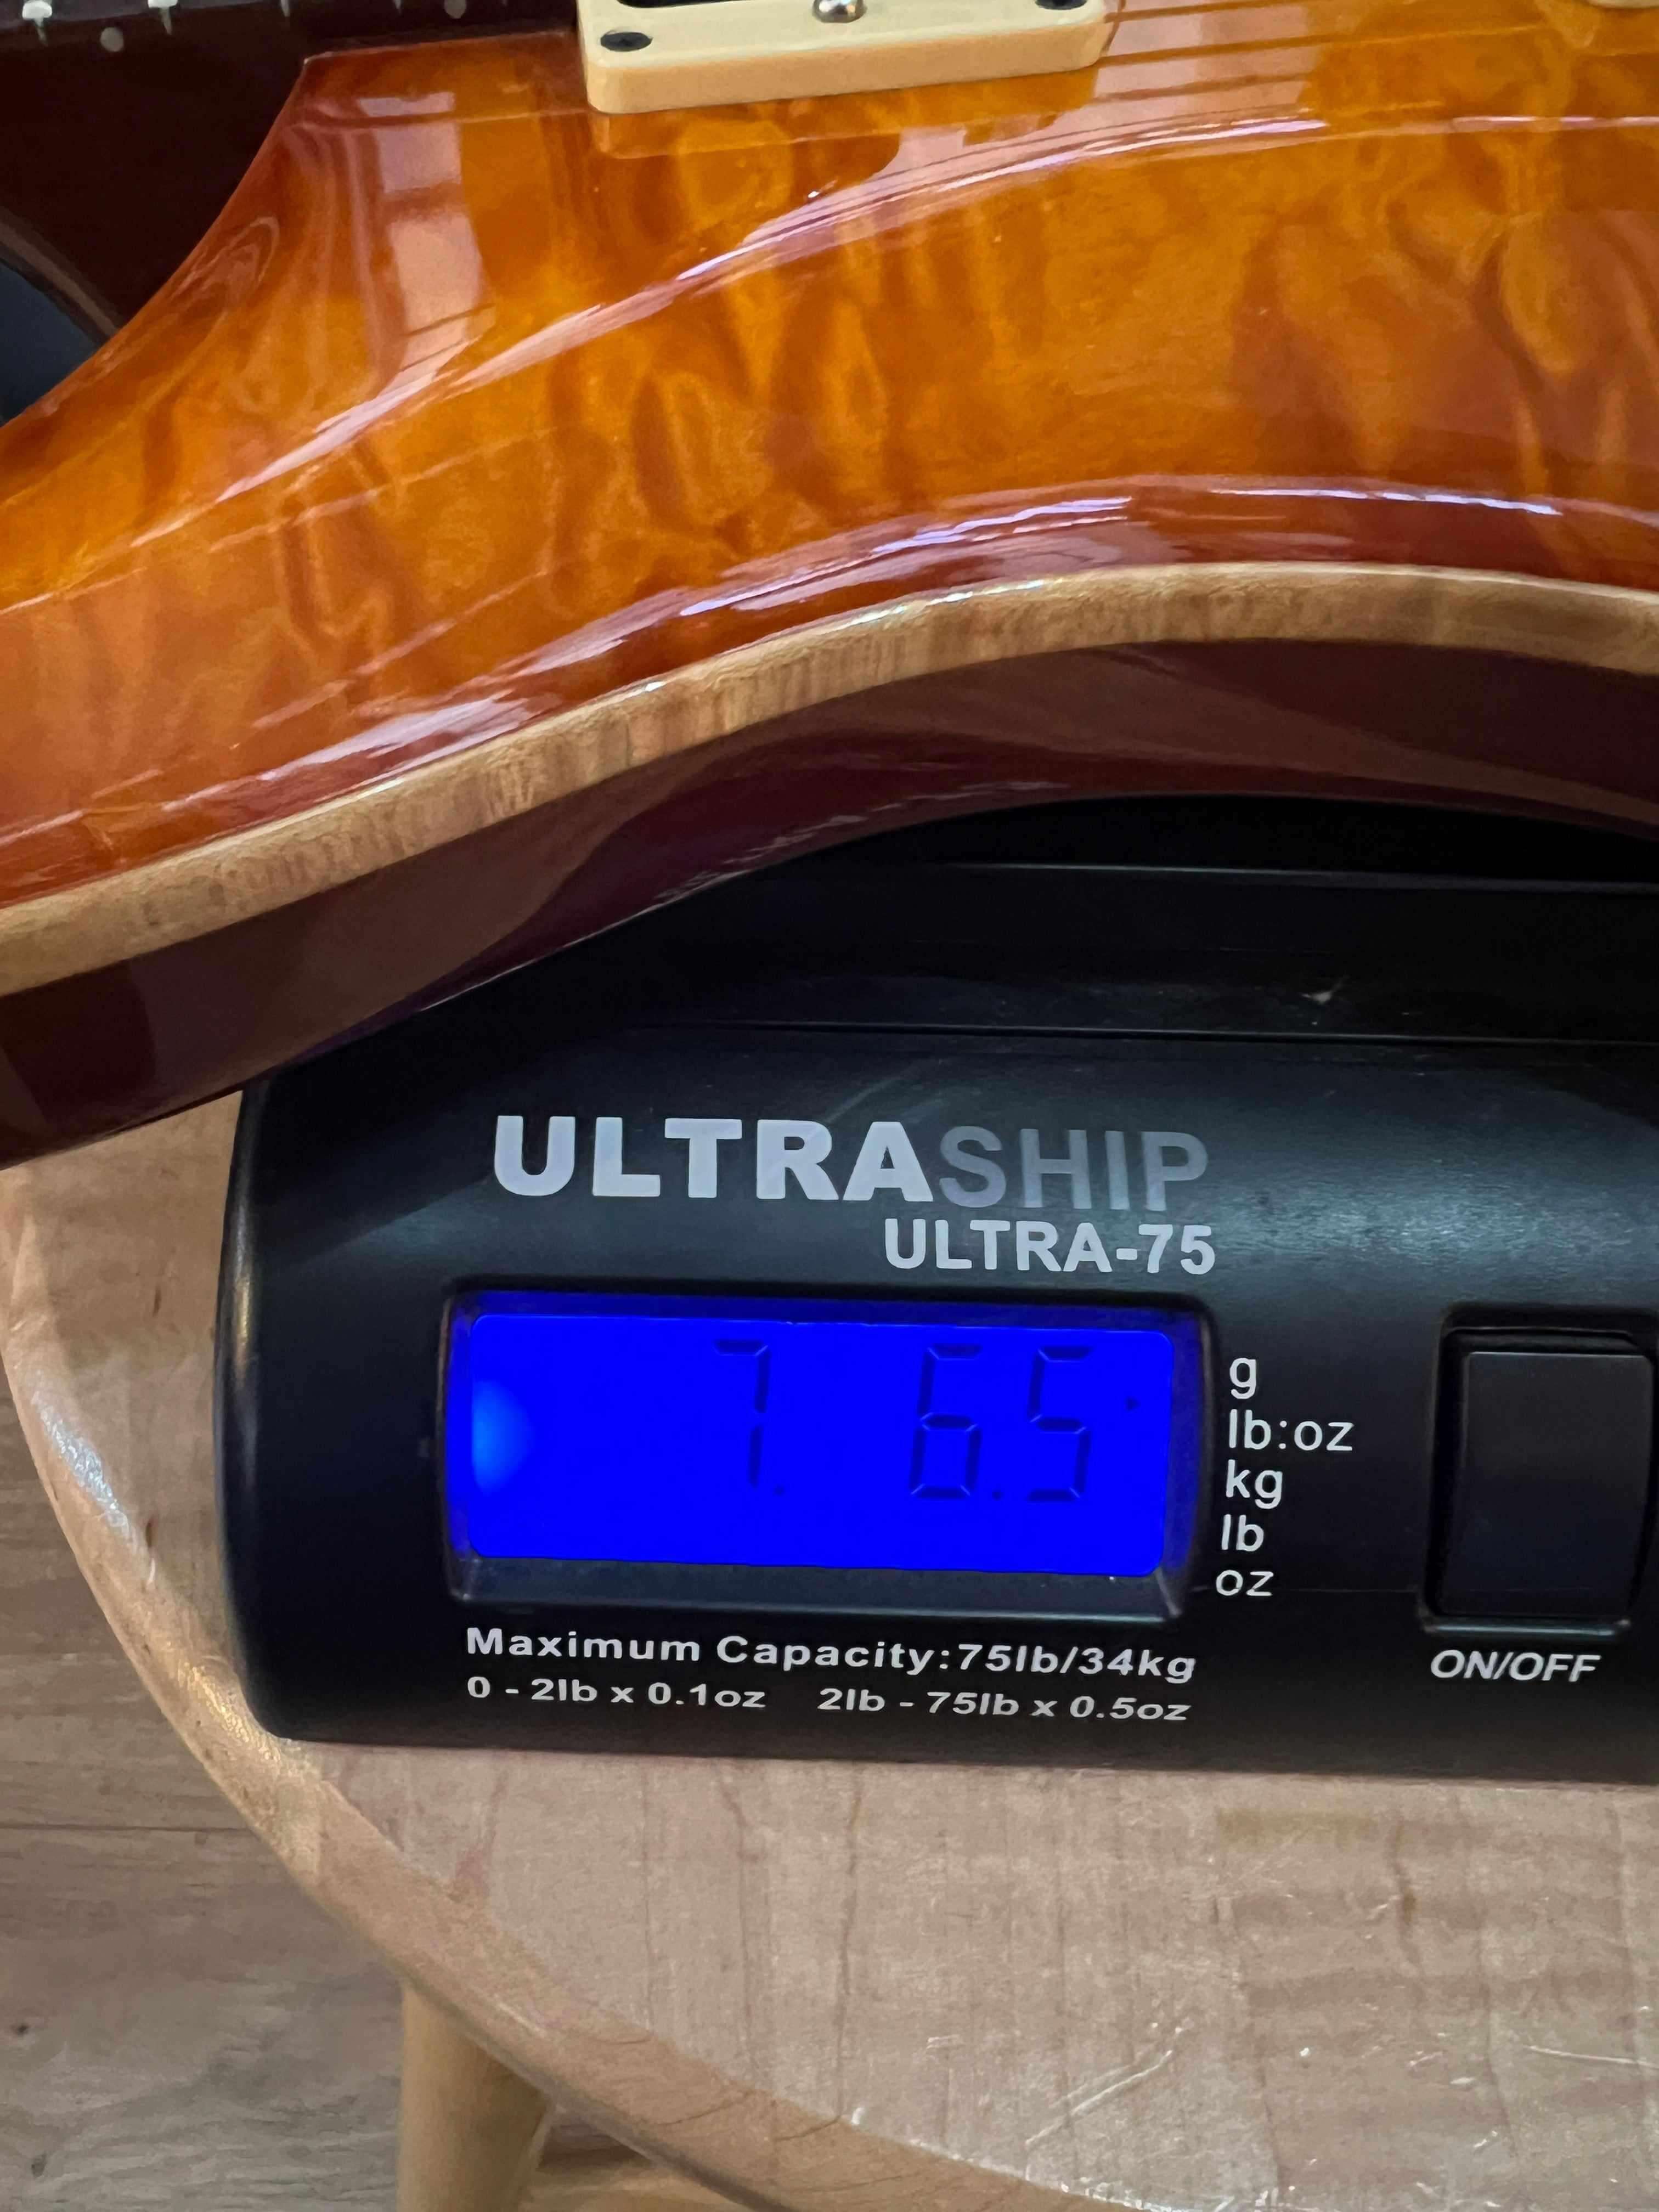 ULTRASHIP
ULTRA-75
7. 6.5
g
lb:oz
kg
lb
oz
Maximum Capacity:75lb/34kg
0 - 2lb x 0.1oz 2lb - 75lb x 0.5oz
ON/OFF